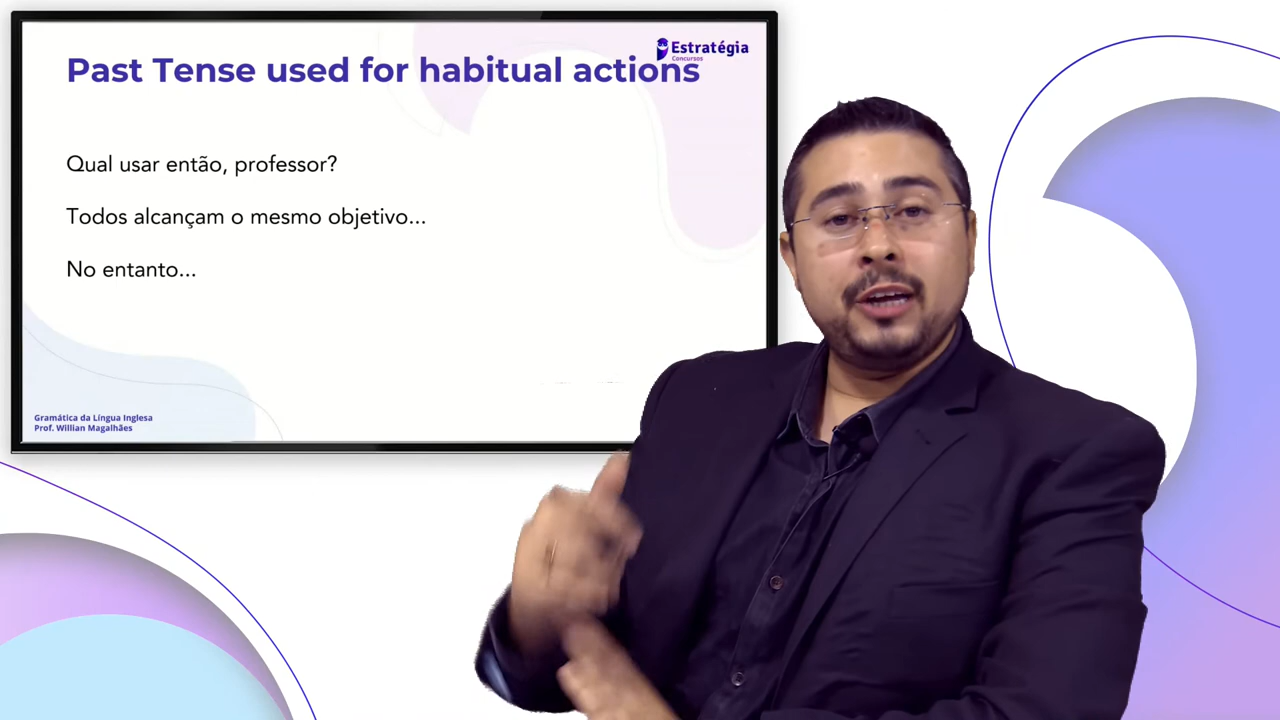 Estratégia
Concursos
Past Tense used for habitual actions
Qual usar então, professor?
Todos alcançam o mesmo objetivo...
No entanto...
Gramática da Língua Inglesa
Prof. Willian Magalhães